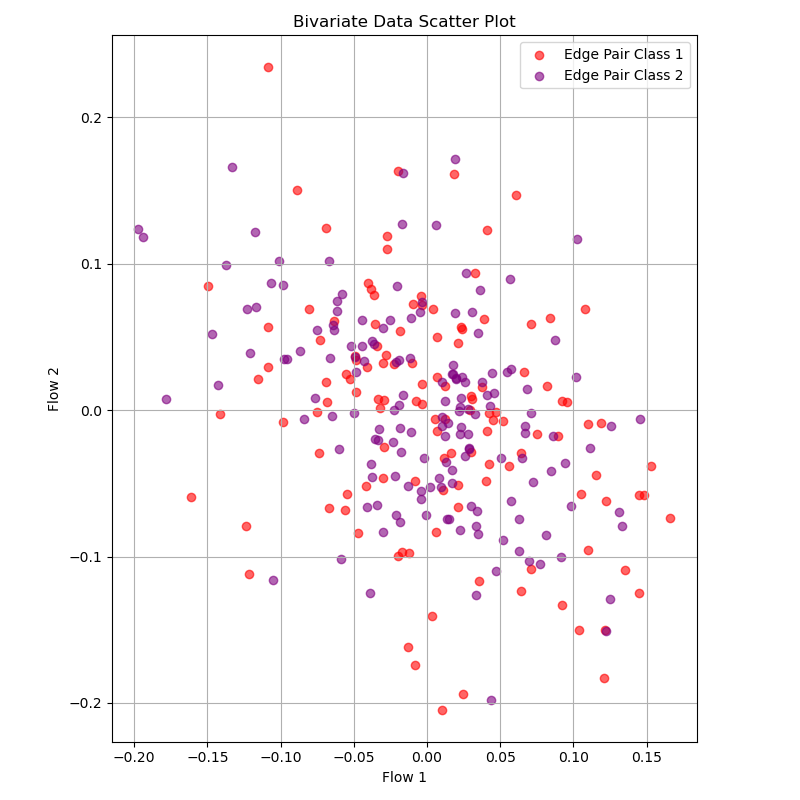 Bivariate Data Scatter Plot
Edge Pair Class 1
Edge Pair Class 2
Flow 2
0.2
0.1
0.0
−0.1
−0.2
−0.20 −0.15 −0.10 −0.05 0.00 0.05 0.10 0.15
Flow 1